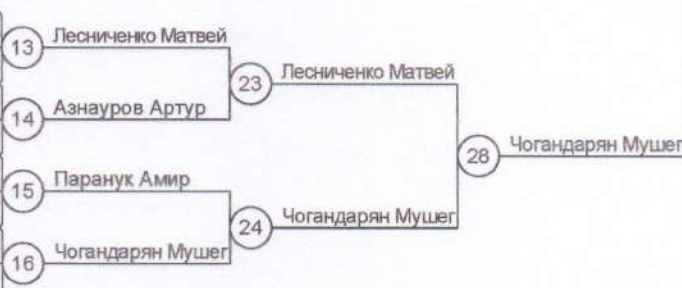 13 Лесниченко Матвей
23 Лесниченко Матвей
14 Азнауров Артур
28 Чогандарян Мушег
15 Паранук Амир
24 Чогандарян Мушег
16 Чогандарян Мушег